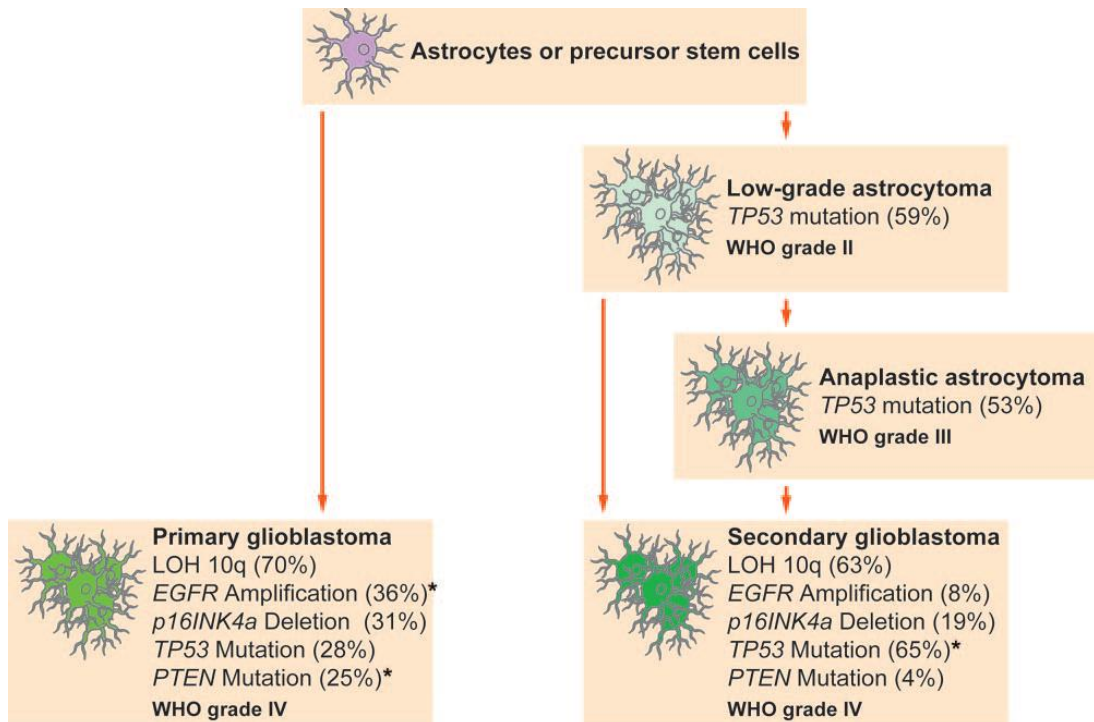 Astrocytes or precursor stem cells
Low-grade astrocytoma
TP53 mutation (59%)
WHO grade II
Anaplastic astrocytoma
TP53 mutation (53%)
WHO grade III
Primary glioblastoma
LOH 10q (70%)
EGFR Amplification (36%)*
p16INK4a Deletion (31%)
TP53 Mutation (28%)
PTEN Mutation (25%)*
WHO grade IV
Secondary glioblastoma
LOH 10q (63%)
EGFR Amplification (8%)
p16INK4a Deletion (19%)
TP53 Mutation (65%)*
PTEN Mutation (4%)
WHO grade IV